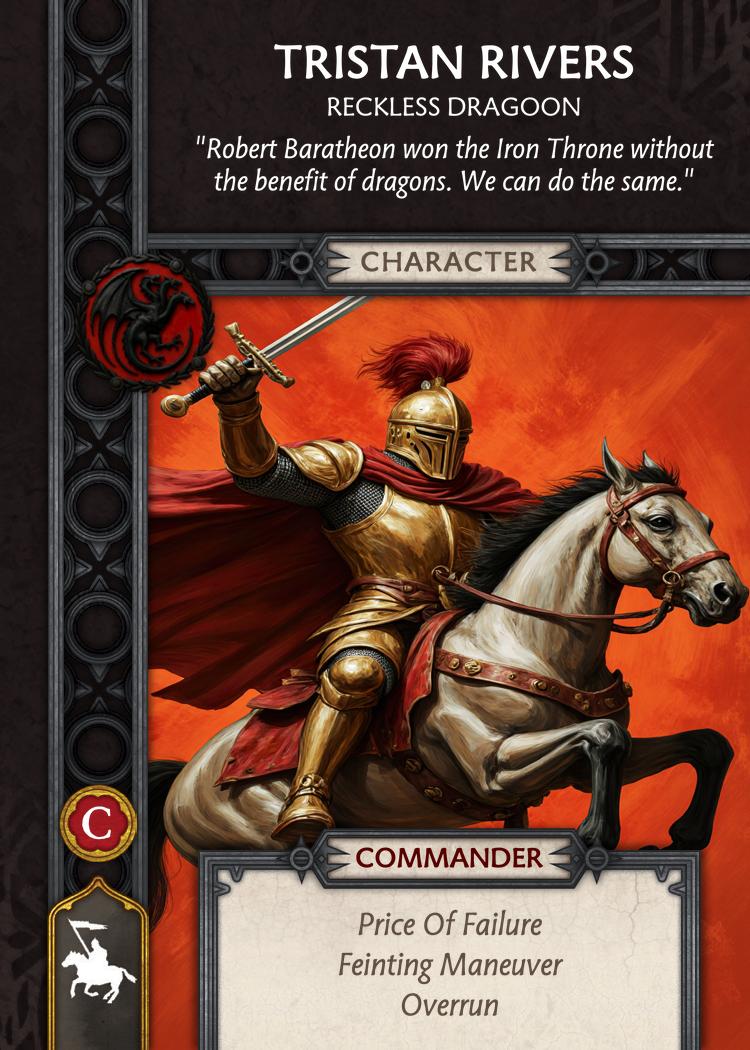 TRISTAN RIVERS
RECKLESS DRAGOON
"Robert Baratheon won the Iron Throne without
the benefit of dragons. We can do the same."
CHARACTER
C
COMMANDER
Price Of Failure
Feinting Maneuver
Overrun